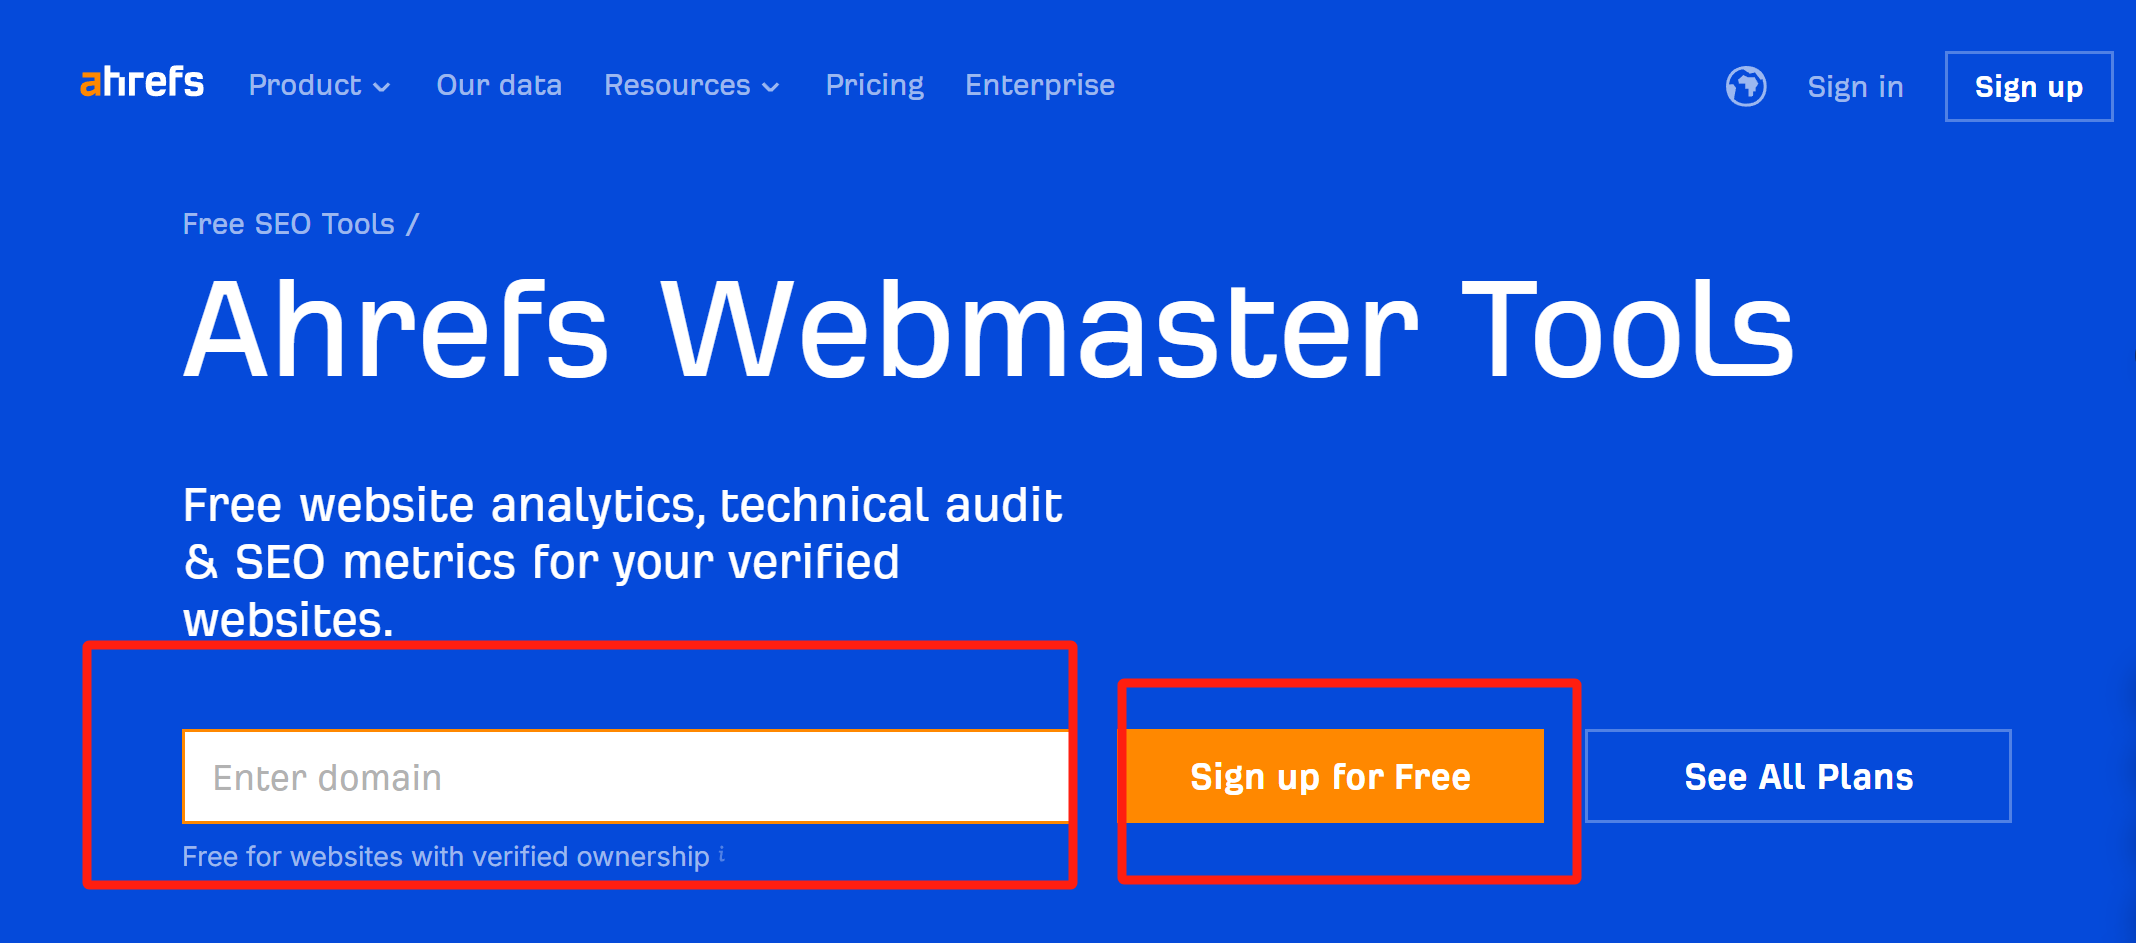 ahrefs Product Our data Resources Pricing Enterprise Sign in Sign up
Free SEO Tools /
Ahrefs Webmaster Tools
Free website analytics, technical audit
& SEO metrics for your verified
websites.
Enter domain Sign up for Free See All Plans
Free for websites with verified ownership i